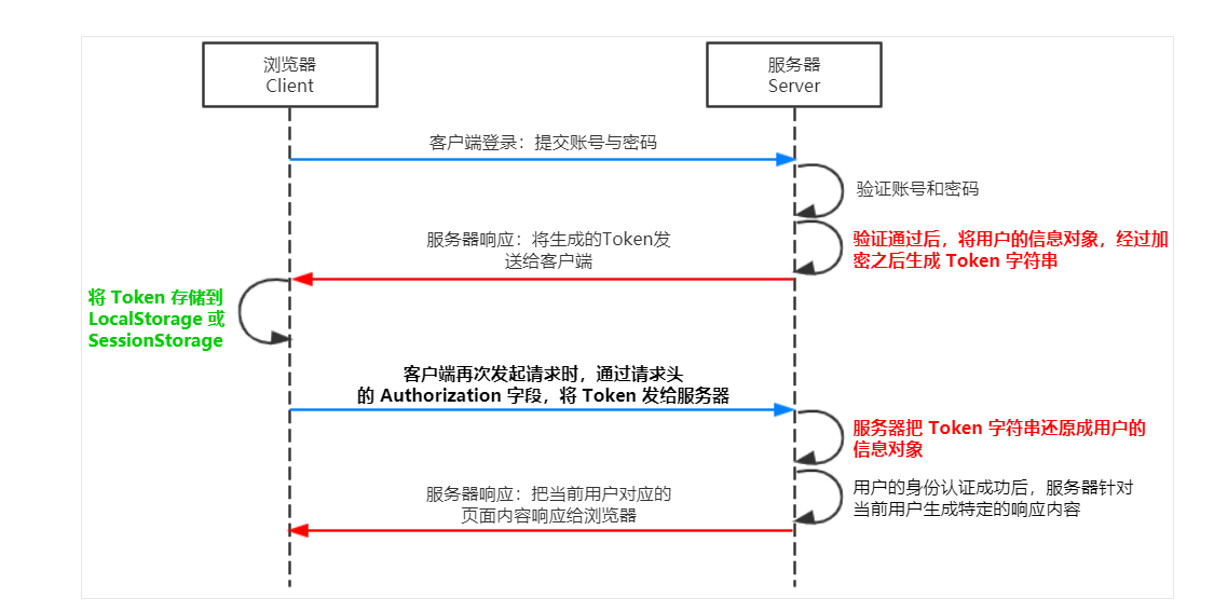 浏览器
Client
服务器
Server
客户端登录：提交账号与密码
验证账号和密码
验证通过后，将用户的信息对象，经过加
密之后生成 Token 字符串
服务器响应：将生成的Token发
送给客户端
将 Token 存储到
LocalStorage 或
SessionStorage
客户端再次发起请求时，通过请求头
的 Authorization 字段，将 Token 发给服务器
服务器把 Token 字符串还原成用户的
信息对象
用户的身份认证成功后，服务器针对
当前用户生成特定的响应内容
服务器响应：把当前用户对应的
页面内容响应给浏览器